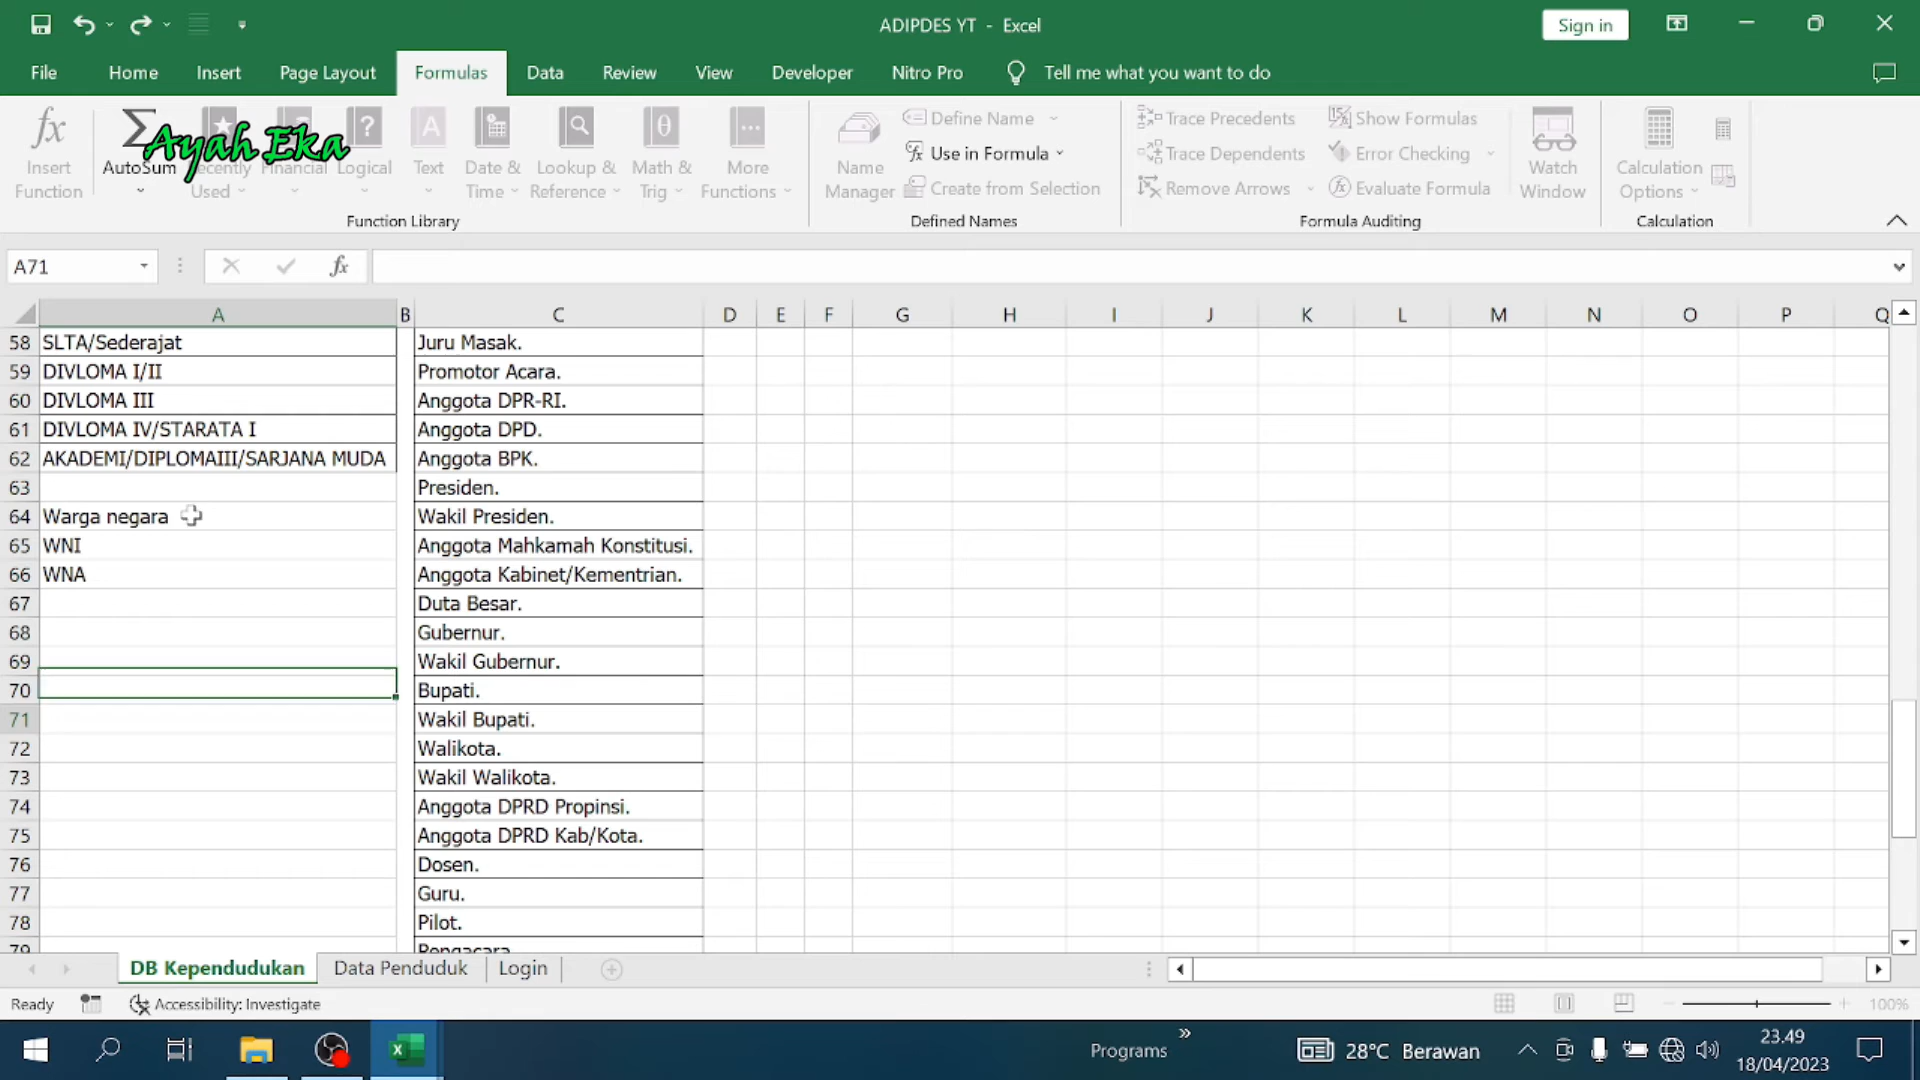 ADIPDES YT - Excel
Sign in
File Home Insert Page Layout Formulas Data Review View Developer Nitro Pro Tell me what you want to do
Insert Function
AutoSum
Ayah Eka
Recently Used
Financial
Logical
Text
Date & Time
Lookup & Reference
Math & Trig
More Functions
Function Library
Name Manager
Define Name
Use in Formula
Create from Selection
Defined Names
Trace Precedents
Trace Dependents
Remove Arrows
Show Formulas
Error Checking
Evaluate Formula
Formula Auditing
Watch Window
Calculation Options
Calculation
A71
fx
A B C D E F G H I J K L M N O P Q
58 SLTA/Sederajat Juru Masak.
59 DIVLOMA I/II Promotor Acara.
60 DIVLOMA III Anggota DPR-RI.
61 DIVLOMA IV/STARATA I Anggota DPD.
62 AKADEMI/DIPLOMAIII/SARJANA MUDA Anggota BPK.
63 Presiden.
64 Warga negara Wakil Presiden.
65 WNI Anggota Mahkamah Konstitusi.
66 WNA Anggota Kabinet/Kementrian.
67 Duta Besar.
68 Gubernur.
69 Wakil Gubernur.
70 Bupati.
71 Wakil Bupati.
72 Walikota.
73 Wakil Walikota.
74 Anggota DPRD Propinsi.
75 Anggota DPRD Kab/Kota.
76 Dosen.
77 Guru.
78 Pilot.
79 Pengacara
DB Kependudukan Data Penduduk Login
Ready Accessibility: Investigate 100%
Programs 28°C Berawan 23.49
18/04/2023